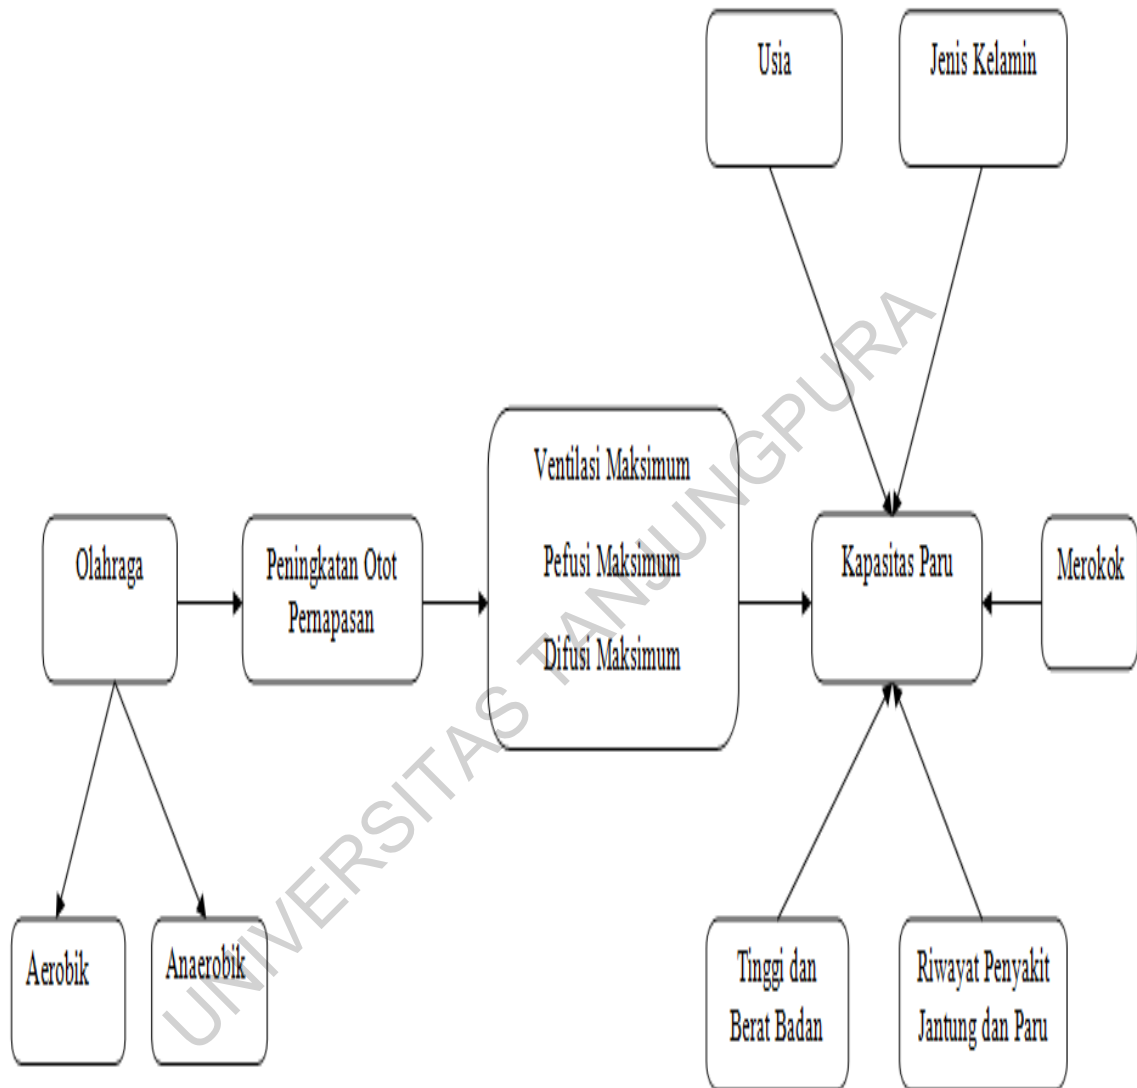 Usia
Jenis Kelamin
Ventilasi Maksimum
Pefusi Maksimum
Difusi Maksimum
Olahraga
Peningkatan Otot
Pernapasan
Kapasitas Paru
Merokok
Aerobik
Anaerobik
Tinggi dan
Berat Badan
Riwayat Penyakit
Jantung dan Paru
UNIVERSITAS TANJUNGPURA